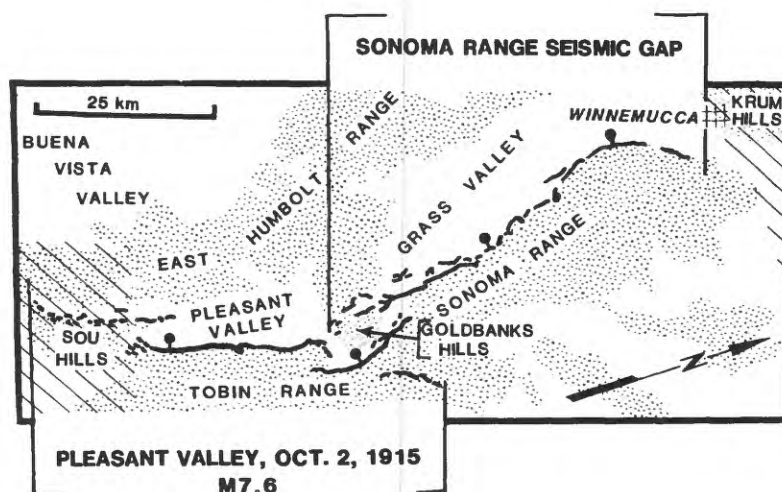 SONOMA RANGE SEISMIC GAP
25 km
BUENA
VISTA
VALLEY
EAST HUMBOLT RANGE
GRASS VALLEY
WINNEMUCCA
KRUM
HILLS
SONOMA RANGE
PLEASANT
VALLEY
SOU
HILLS
GOLDBANKS
HILLS
TOBIN RANGE
N
PLEASANT VALLEY, OCT. 2, 1915
M7.6